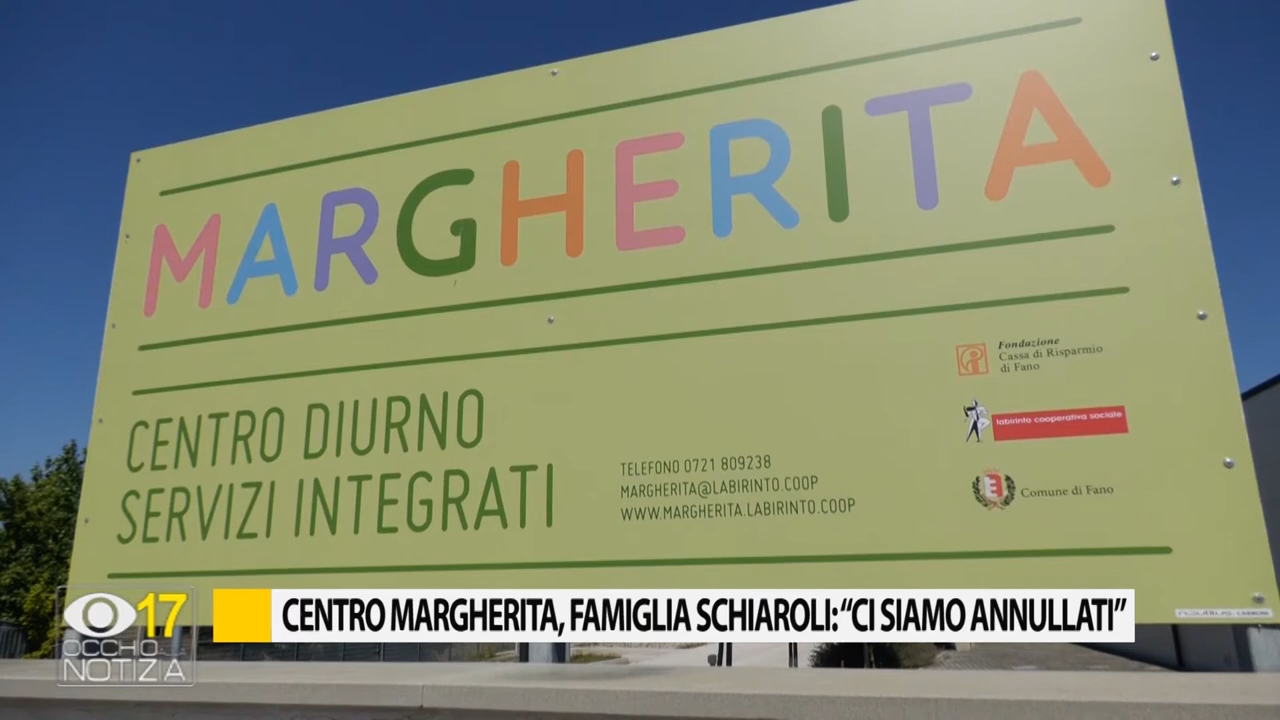 MARGHERITA
CENTRO DIURNO
SERVIZI INTEGRATI
TELEFONO 0721 809238
MARGHERITA@LABIRINTO.COOP
WWW.MARGHERITA.LABIRINTO.COOP
Fondazione
Cassa di Risparmio
di Fano
labirinto cooperativa sociale
Comune di Fano
17
OCCHIO
NOTIZIA
CENTRO MARGHERITA, FAMIGLIA SCHIAROLI: “CI SIAMO ANNULLATI”